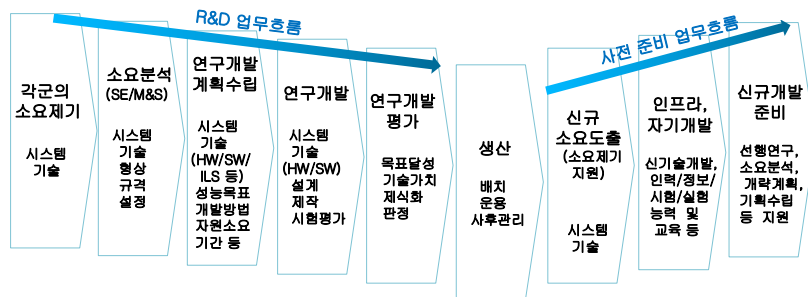 R&D 업무흐름
사전 준비 업무흐름
각군의
소요제기
시스템
기술
소요분석
(SE/M&S)
시스템
기술
형상
규격
설정
연구개발
계획수립
시스템
기술
(HW/SW/
ILS 등)
성능목표
개발방법
자원소요
기간 등
연구개발
시스템
기술
(HW/SW)
설계
제작
시험평가
연구개발
평가
목표달성
기술가치
제식화
판정
생산
배치
운용
사후관리
신규
소요도출
(소요제기
지원)
시스템
기술
인프라,
자기개발
신기술개발,
인력/정보/
시험/실험
능력 및
교육 등
신규개발
준비
선행연구,
소요분석,
개략계획,
기획수립
등 지원